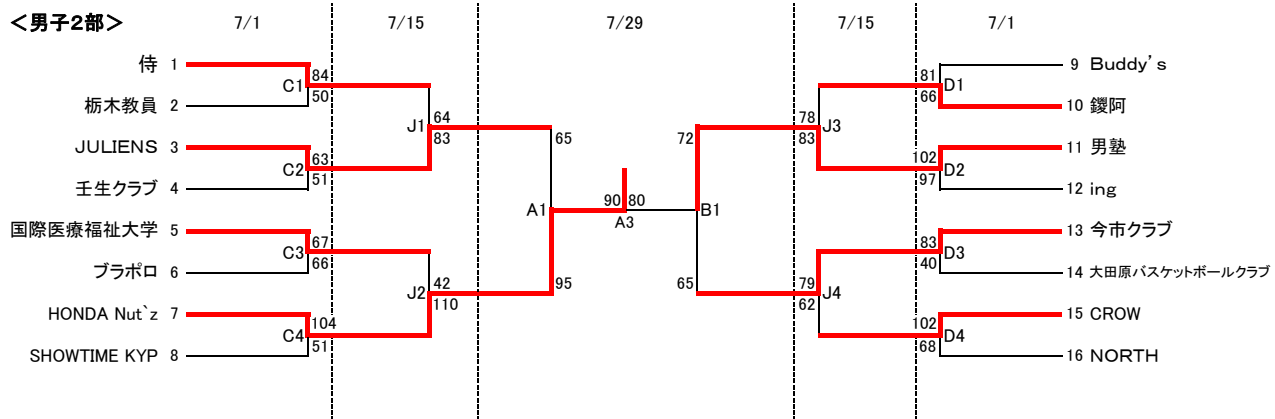 <男子2部>
7/1
7/15
7/29
7/15
7/1
侍 1
栃木教員 2
JULIENS 3
壬生クラブ 4
国際医療福祉大学 5
ブラポロ 6
HONDA Nut`z 7
SHOWTIME KYP 8
C1 84
50
C2 63
51
C3 67
66
C4 104
51
J1 64
83
J2 42
110
65
A1
95
90 80
A3
72
B1
65
78 J3
83
79 J4
62
81 D1
66
102 D2
97
83 D3
40
102 D4
68
9 Buddy's
10 鑁阿
11 男塾
12 ing
13 今市クラブ
14 大田原バスケットボールクラブ
15 CROW
16 NORTH